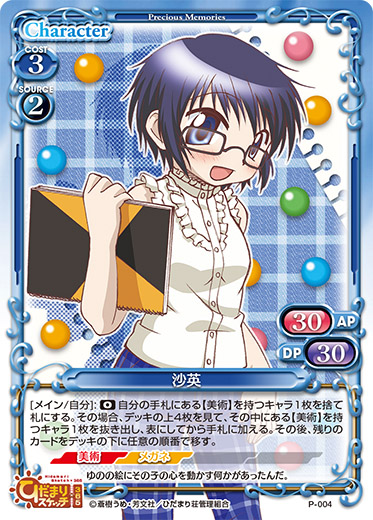 Precious Memories
Character
COST
3
SOURCE
2
30 AP
DP 30
沙英
[メイン/自分]: 自分の手札にある【美術】を持つキャラ1枚を捨て
札にする。その場合、デッキの上4枚を見て、その中にある【美術】を持つ
キャラ1枚を抜き出し、表にしてから手札に加える。その後、残りの
カードをデッキの下に任意の順番で移す。
美術 メガネ
ゆのの絵にその子の心を動かす何かがあったんだ。
ひだまりスケッチ
Hidamari Sketch×365
©蒼樹うめ・芳文社/ひだまり荘管理組合
P-004